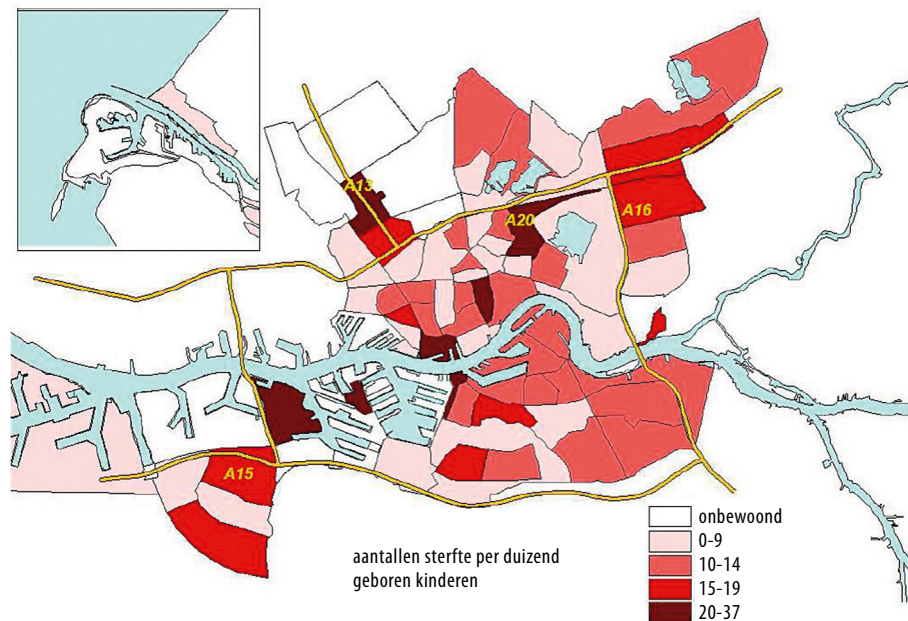 A13
A20
A16
A15
aantallen sterfte per duizend
geboren kinderen
onbewoond
0-9
10-14
15-19
20-37